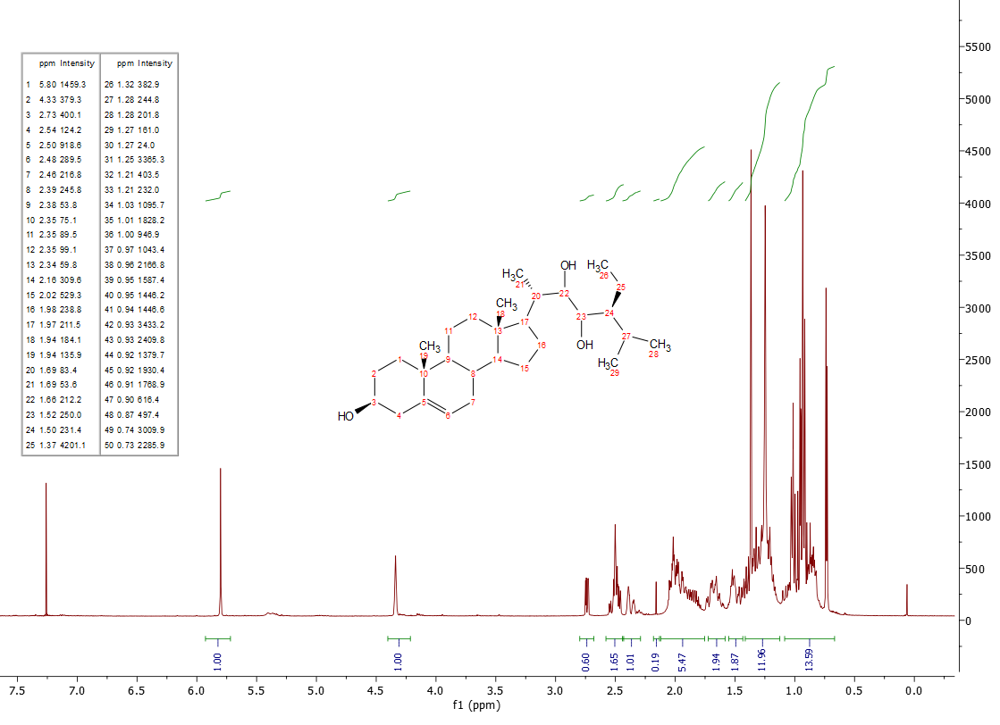 ppm Intensity ppm Intensity
1 5.80 1459.3 26 1.32 382.9
2 4.33 379.3 27 1.28 244.8
3 2.73 400.1 28 1.28 201.8
4 2.54 124.2 29 1.27 161.0
5 2.50 918.6 30 1.27 24.0
6 2.48 289.5 31 1.25 3365.3
7 2.46 216.8 32 1.21 403.5
8 2.39 245.8 33 1.21 232.0
9 2.38 53.8 34 1.03 1095.7
10 2.35 75.1 35 1.01 1828.2
11 2.35 89.5 36 1.00 946.9
12 2.35 99.1 37 0.97 1043.4
13 2.34 59.8 38 0.96 2166.8
14 2.16 309.6 39 0.95 1587.4
15 2.02 529.3 40 0.95 1446.2
16 1.98 238.8 41 0.94 1446.6
17 1.97 211.5 42 0.93 3433.2
18 1.94 184.1 43 0.93 2409.8
19 1.94 135.9 44 0.92 1379.7
20 1.69 83.4 45 0.92 1930.4
21 1.69 53.6 46 0.91 1768.9
22 1.66 212.2 47 0.90 616.4
23 1.52 250.0 48 0.87 497.4
24 1.50 231.4 49 0.74 3009.9
25 1.37 4201.1 50 0.73 2285.9
H₃C 26
OH
H₃C 21
25
20 22
CH₃ 18
23 24
12 17
11 13
27
OH
CH₃ 28
CH₃ 19
16
H₃C 29
1 9 14 15
2 10 8
3 5 7
HO
4 6
5500
5000
4500
4000
3500
3000
2500
2000
1500
1000
500
0
1.00 1.00 0.60 1.65 1.01 0.19 5.47 1.94 1.87 11.96 13.59
7.5 7.0 6.5 6.0 5.5 5.0 4.5 4.0 3.5 3.0 2.5 2.0 1.5 1.0 0.5 0.0
f1 (ppm)